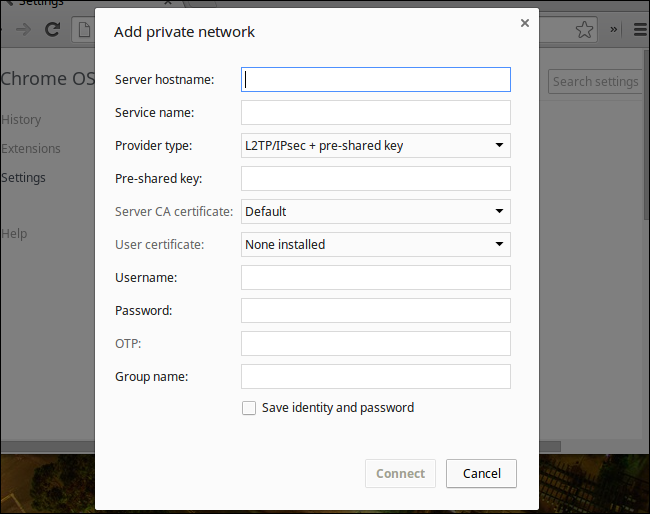 Settings
Add private network
Chrome OS
Search settings
History
Extensions
Settings
Help
Server hostname:
Service name:
Provider type: L2TP/IPsec + pre-shared key
Pre-shared key:
Server CA certificate: Default
User certificate: None installed
Username:
Password:
OTP:
Group name:
Save identity and password
Connect Cancel